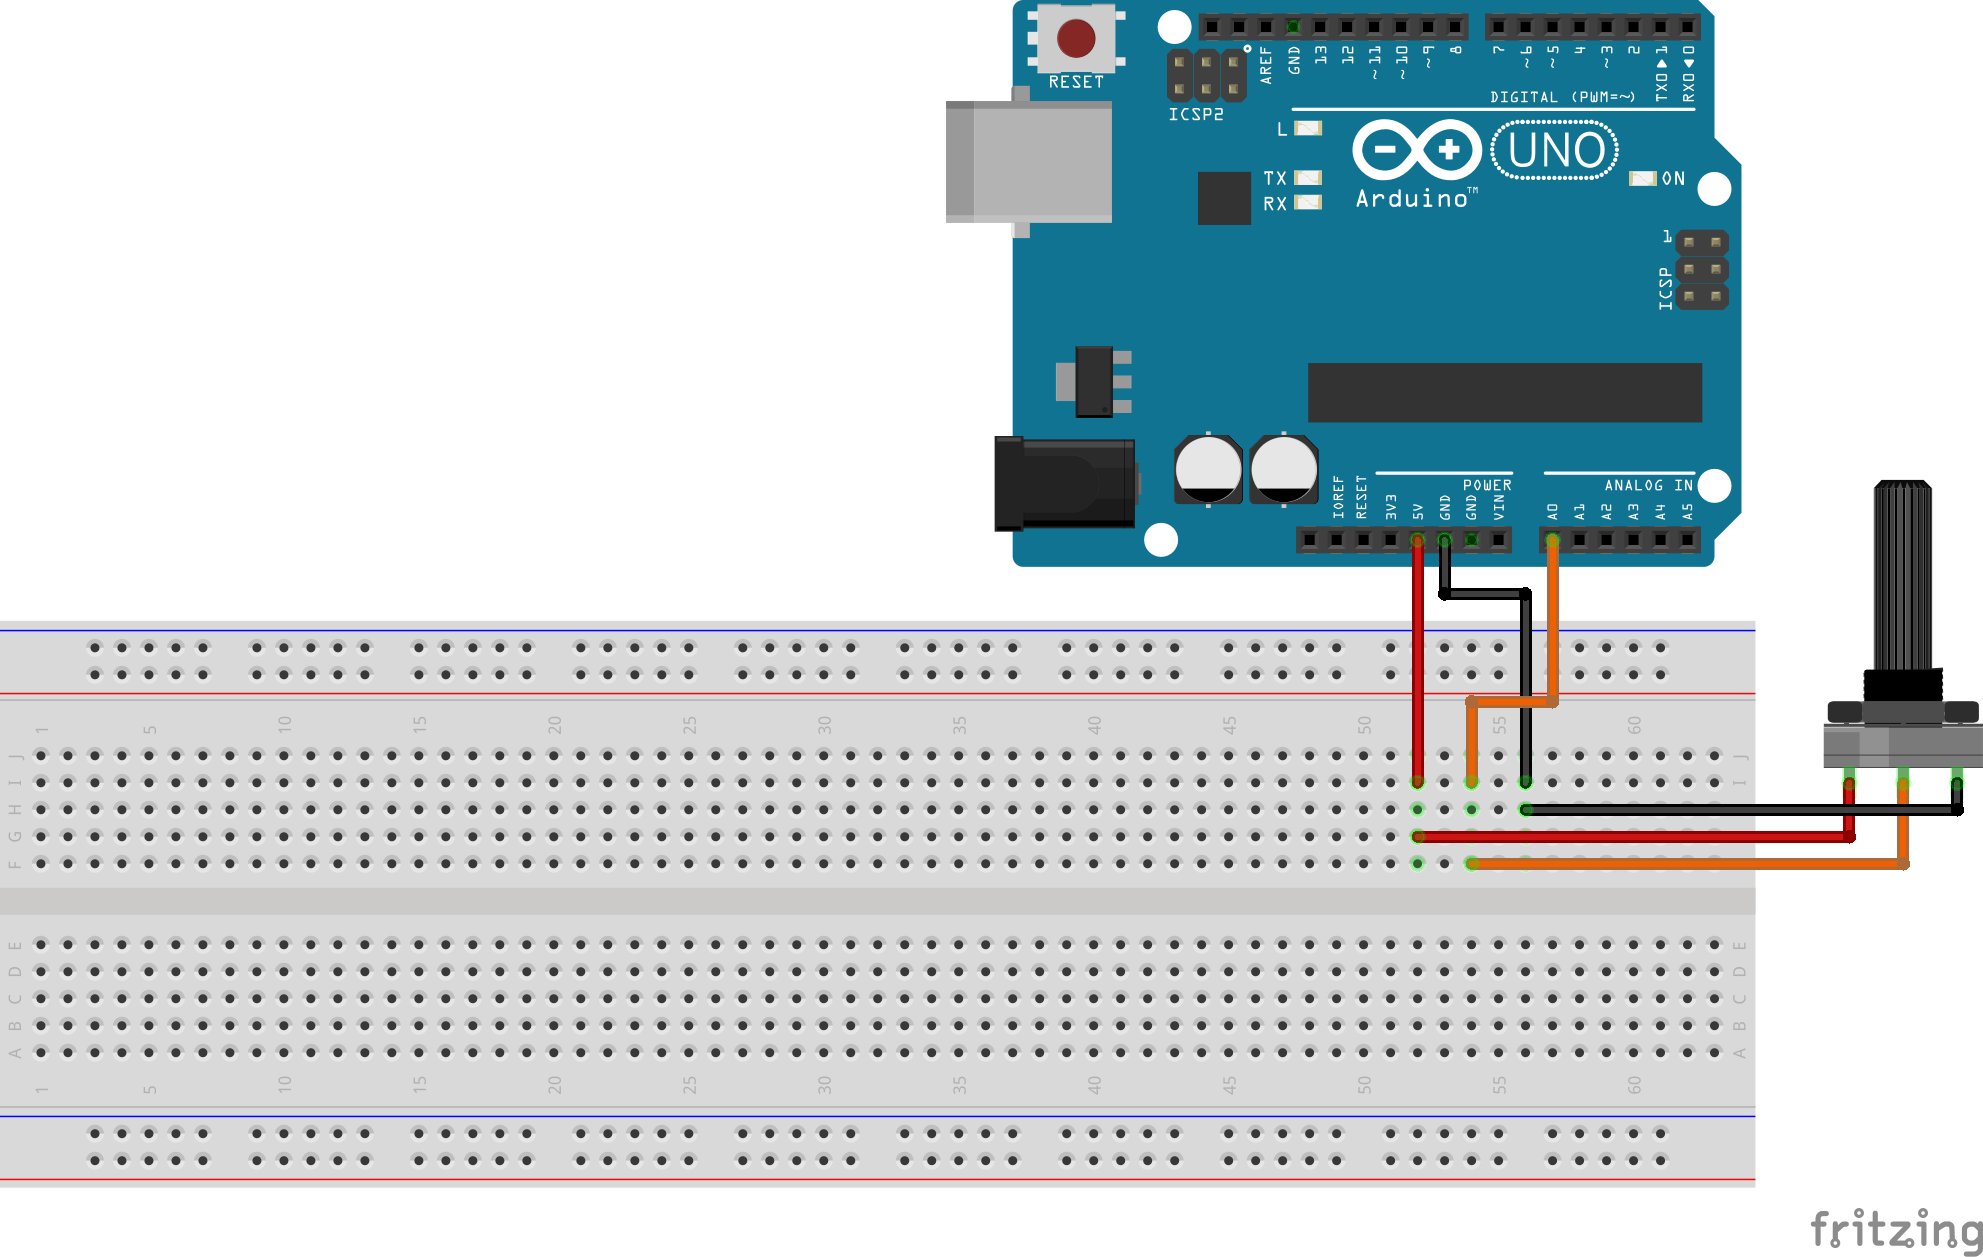 RESET
ICSP2
AREF
GND
13
12
~11
~10
~9
8
7
~6
~5
4
~3
2
TX0▶1
RX0◀0
DIGITAL (PWM=~)
L
TX
RX
Arduino™
UNO
ON
1
ICSP
POWER
ANALOG IN
IOREF
RESET
3V3
5V
GND
GND
VIN
A0
A1
A2
A3
A4
A5
1 5 10 15 20 25 30 35 40 45 50 55 60
J J
I I
H H
G G
F F
E E
D D
C C
B B
A A
1 5 10 15 20 25 30 35 40 45 50 55 60
fritzing